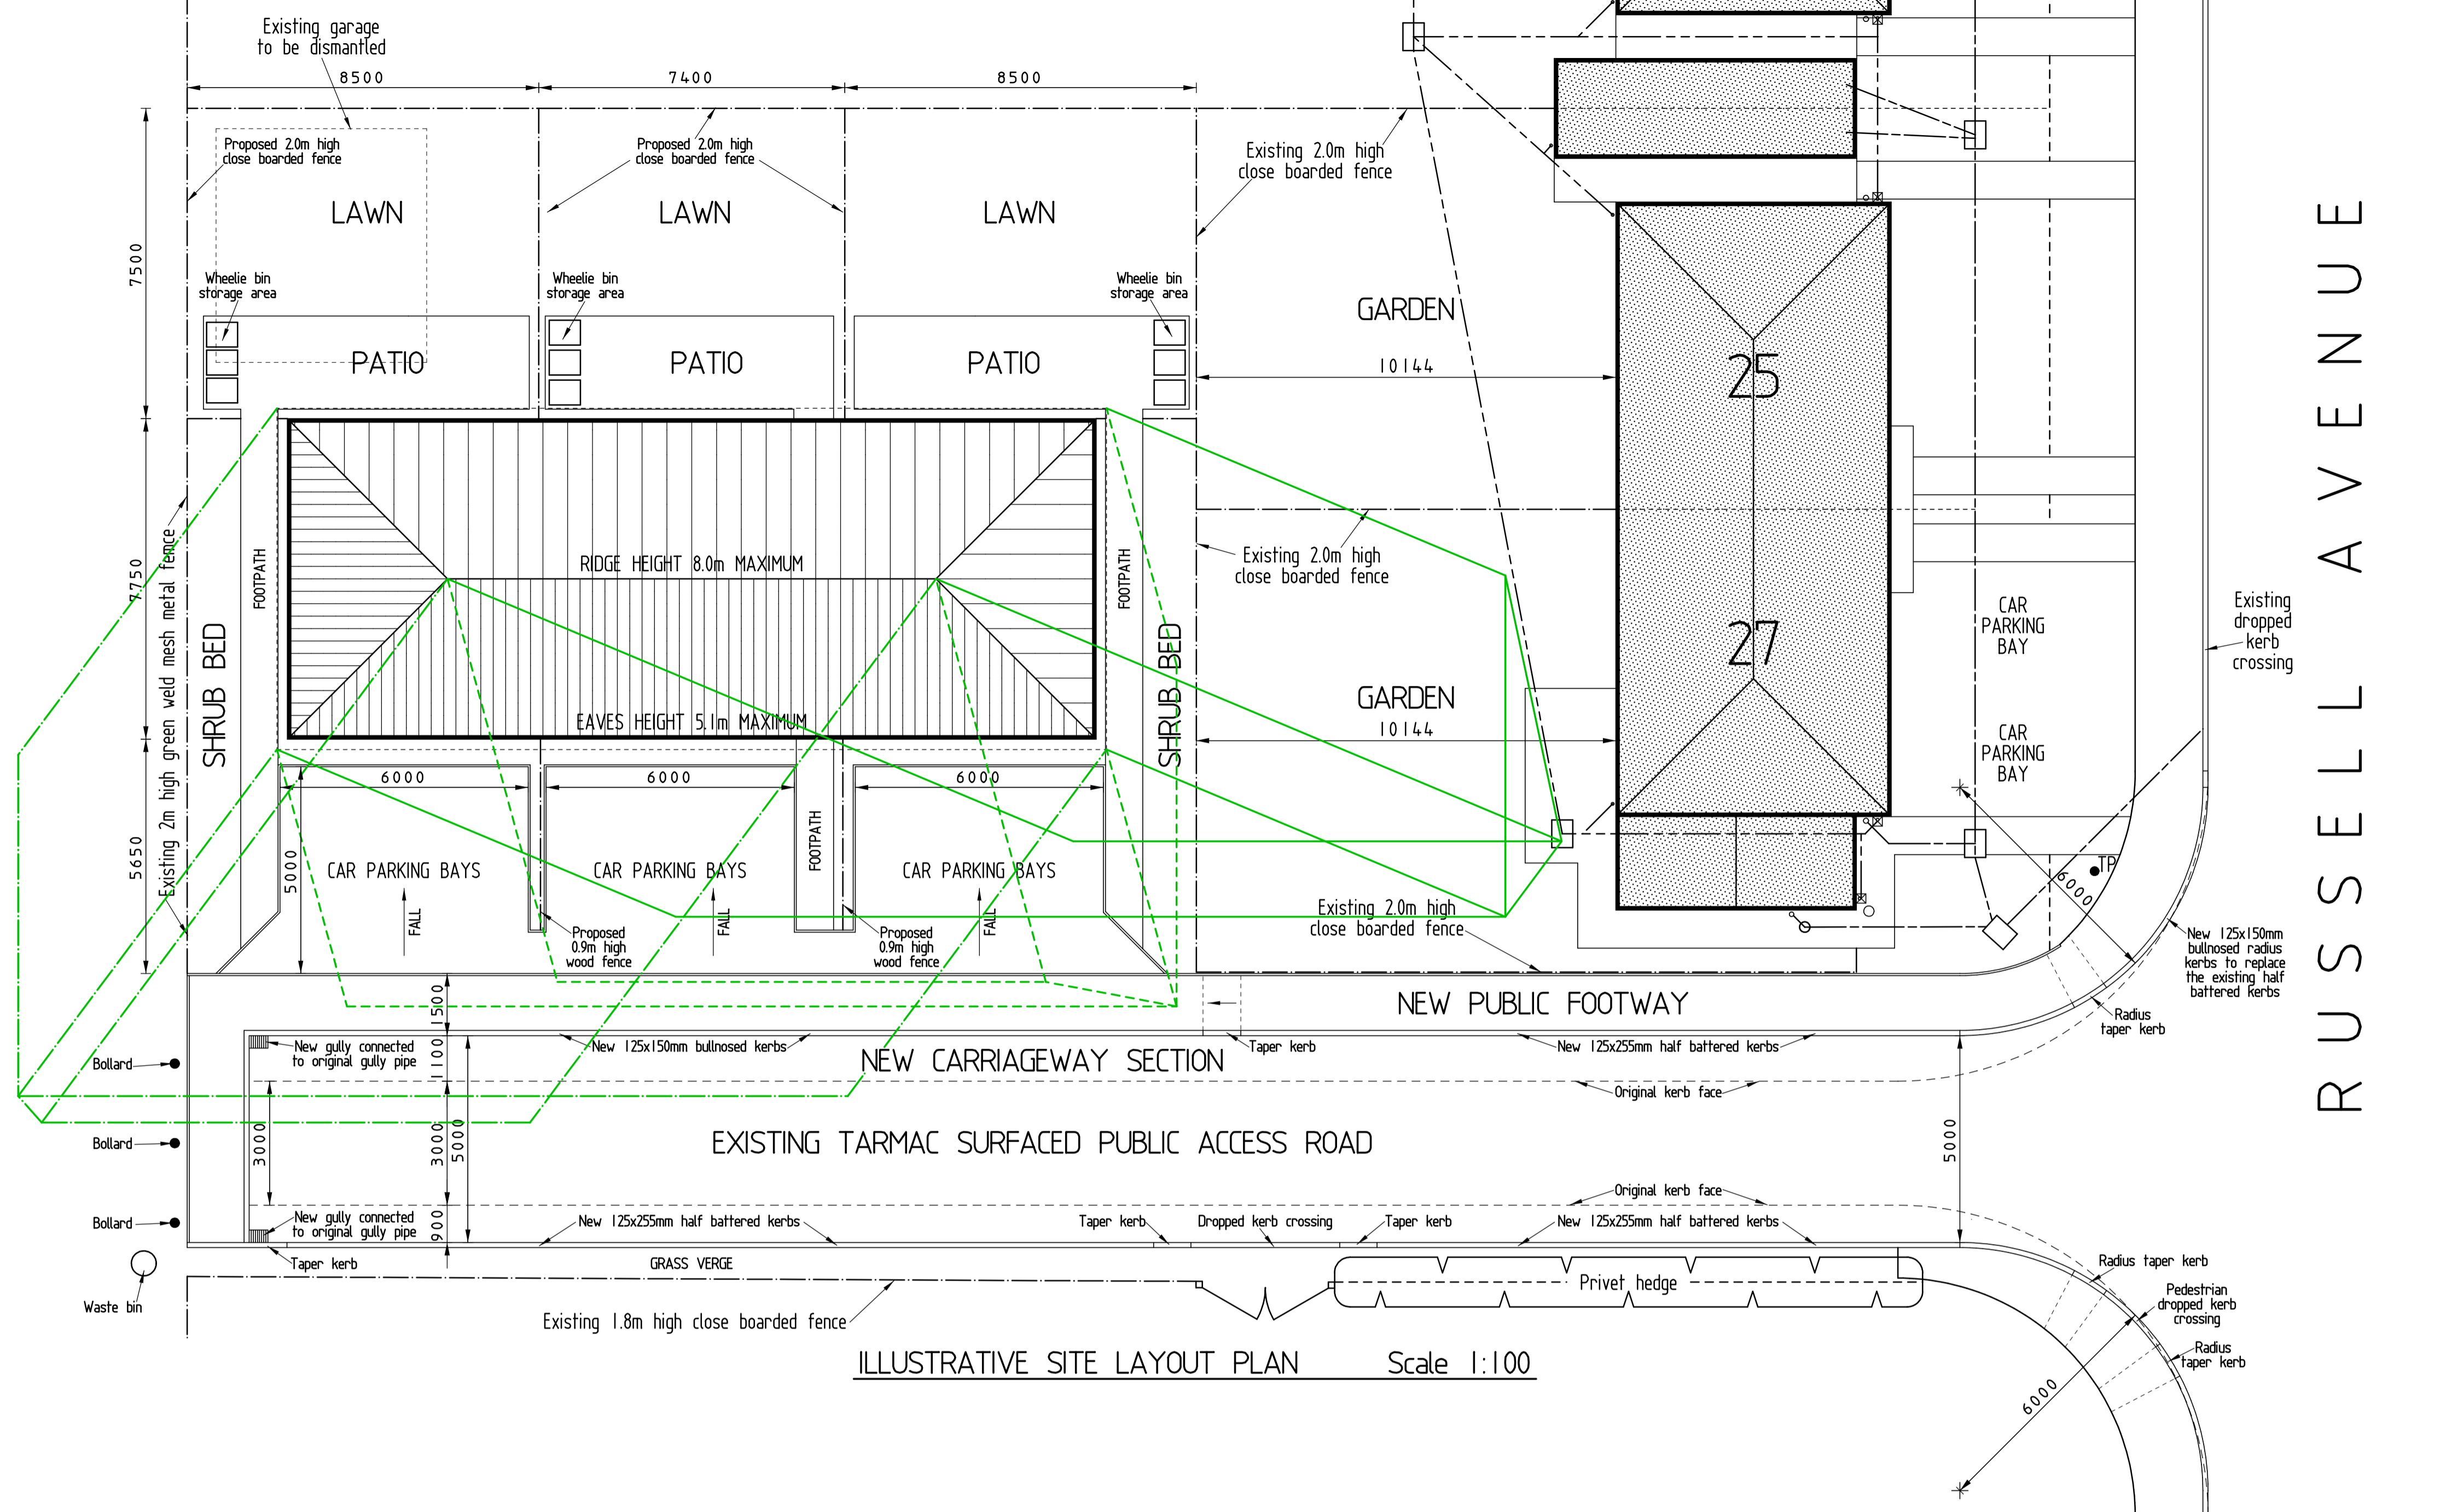 Existing garage
to be dismantled
8500
7400
8500
Proposed 2.0m high
close boarded fence
Proposed 2.0m high
close boarded fence
Existing 2.0m high
close boarded fence
LAWN
LAWN
LAWN
7500
Wheelie bin
storage area
Wheelie bin
storage area
Wheelie bin
storage area
GARDEN
PATIO
PATIO
PATIO
10144
25
RUSSELL AVENUE
7750
Existing 2m high green weld mesh metal fence
SHRUB BED
FOOTPATH
RIDGE HEIGHT 8.0m MAXIMUM
EAVES HEIGHT 5.1m MAXIMUM
FOOTPATH
SHRUB BED
Existing 2.0m high
close boarded fence
27
GARDEN
10144
CAR
PARKING
BAY
CAR
PARKING
BAY
Existing
dropped
kerb
crossing
5650
6000
6000
6000
5000
FOOTPATH
CAR PARKING BAYS
CAR PARKING BAYS
CAR PARKING BAYS
FALL
FALL
FALL
Proposed
0.9m high
wood fence
Proposed
0.9m high
wood fence
Existing 2.0m high
close boarded fence
TP
6000
New 125x150mm
bullnosed radius
kerbs to replace
the existing half
battered kerbs
Radius
taper kerb
1500
NEW PUBLIC FOOTWAY
Bollard
New gully connected
to original gully pipe
1100
New 125x150mm bullnosed kerbs
NEW CARRIAGEWAY SECTION
Taper kerb
New 125x255mm half battered kerbs
Original kerb face
Bollard
3000
3000
5000
EXISTING TARMAC SURFACED PUBLIC ACCESS ROAD
5000
Original kerb face
Bollard
New gully connected
to original gully pipe
900
New 125x255mm half battered kerbs
Taper kerb
Dropped kerb crossing
Taper kerb
New 125x255mm half battered kerbs
Taper kerb
GRASS VERGE
Waste bin
Existing 1.8m high close boarded fence
Privet hedge
Radius taper kerb
Pedestrian
dropped kerb
crossing
Radius
taper kerb
6000
ILLUSTRATIVE SITE LAYOUT PLAN Scale 1:100